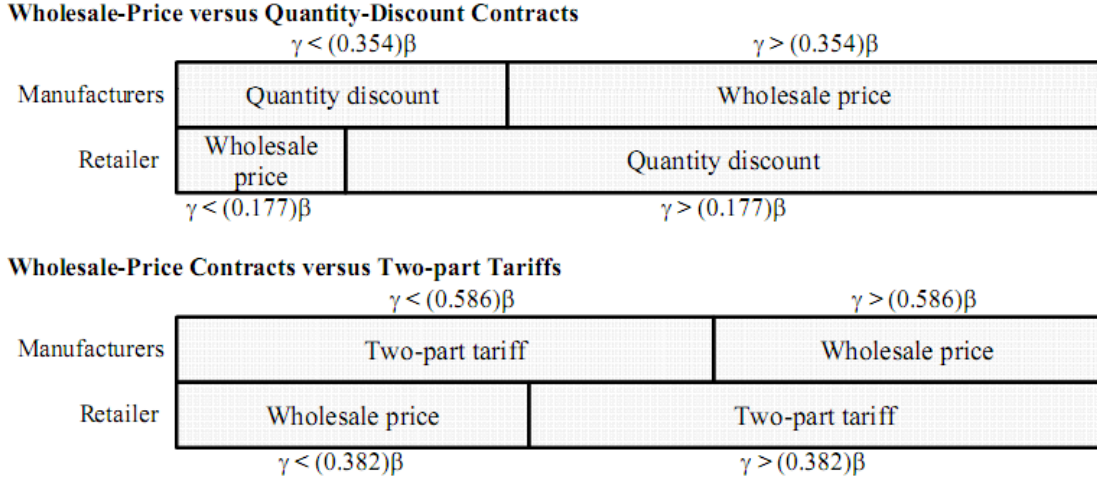 Wholesale-Price versus Quantity-Discount Contracts
γ < (0.354)β γ > (0.354)β
Manufacturers Quantity discount Wholesale price
Retailer Wholesale price Quantity discount
γ < (0.177)β γ > (0.177)β
Wholesale-Price Contracts versus Two-part Tariffs
γ < (0.586)β γ > (0.586)β
Manufacturers Two-part tariff Wholesale price
Retailer Wholesale price Two-part tariff
γ < (0.382)β γ > (0.382)β